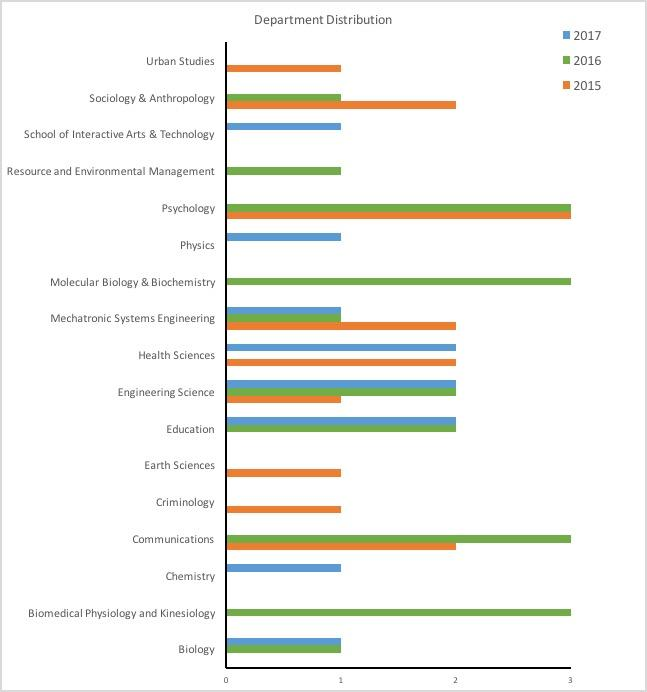 Department Distribution
2017
2016
2015
Urban Studies
Sociology & Anthropology
School of Interactive Arts & Technology
Resource and Environmental Management
Psychology
Physics
Molecular Biology & Biochemistry
Mechatronic Systems Engineering
Health Sciences
Engineering Science
Education
Earth Sciences
Criminology
Communications
Chemistry
Biomedical Physiology and Kinesiology
Biology
0 1 2 3